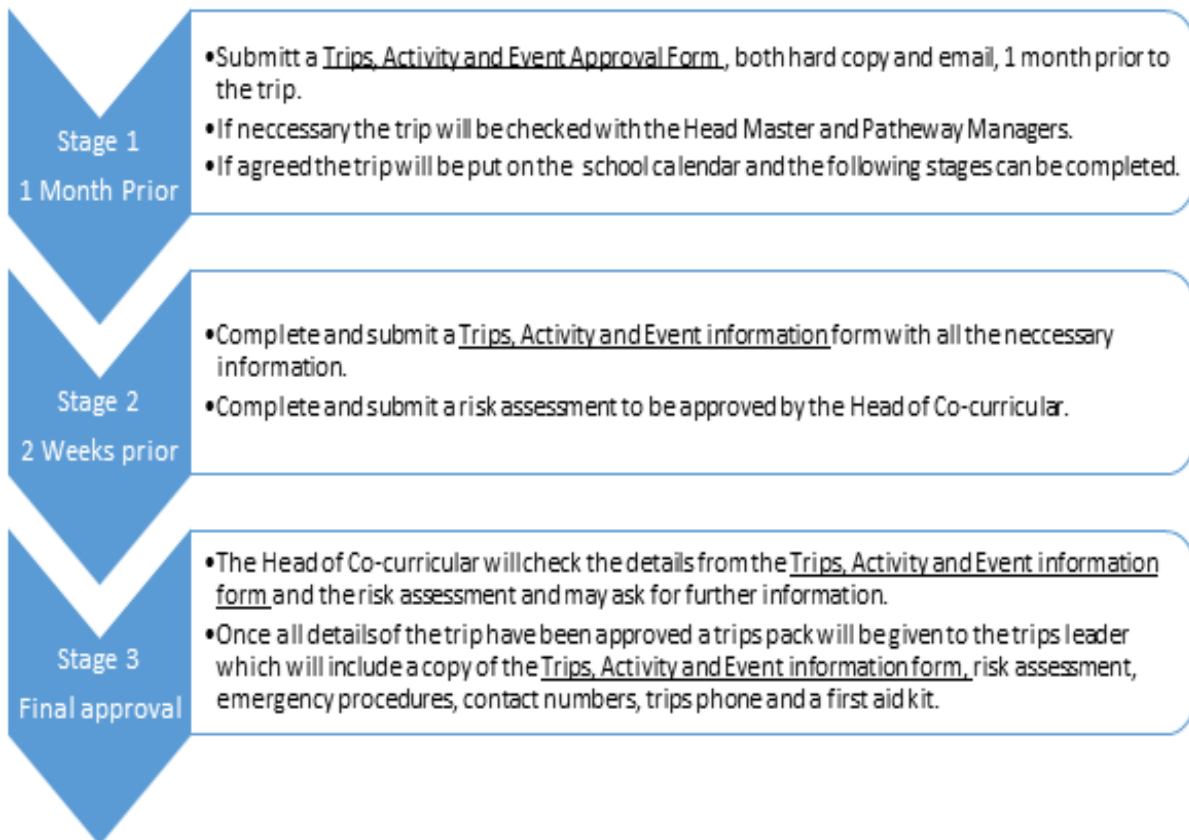 Stage 1
1 Month Prior
•Submitt a Trips, Activity and Event Approval Form , both hard copy and email, 1 month prior to
the trip.
•If neccessary the trip will be checked with the Head Master and Patheway Managers.
•If agreed the trip will be put on the school calendar and the following stages can be completed.
Stage 2
2 Weeks prior
•Complete and submit a Trips, Activity and Event information form with all the neccessary
information.
•Complete and submit a risk assessment to be approved by the Head of Co-curricular.
Stage 3
Final approval
•The Head of Co-curricular will check the details from the Trips, Activity and Event information
form and the risk assessment and may ask for further information.
•Once all details of the trip have been approved a trips pack will be given to the trips leader
which will include a copy of the Trips, Activity and Event information form, risk assessment,
emergency procedures, contact numbers, trips phone and a first aid kit.